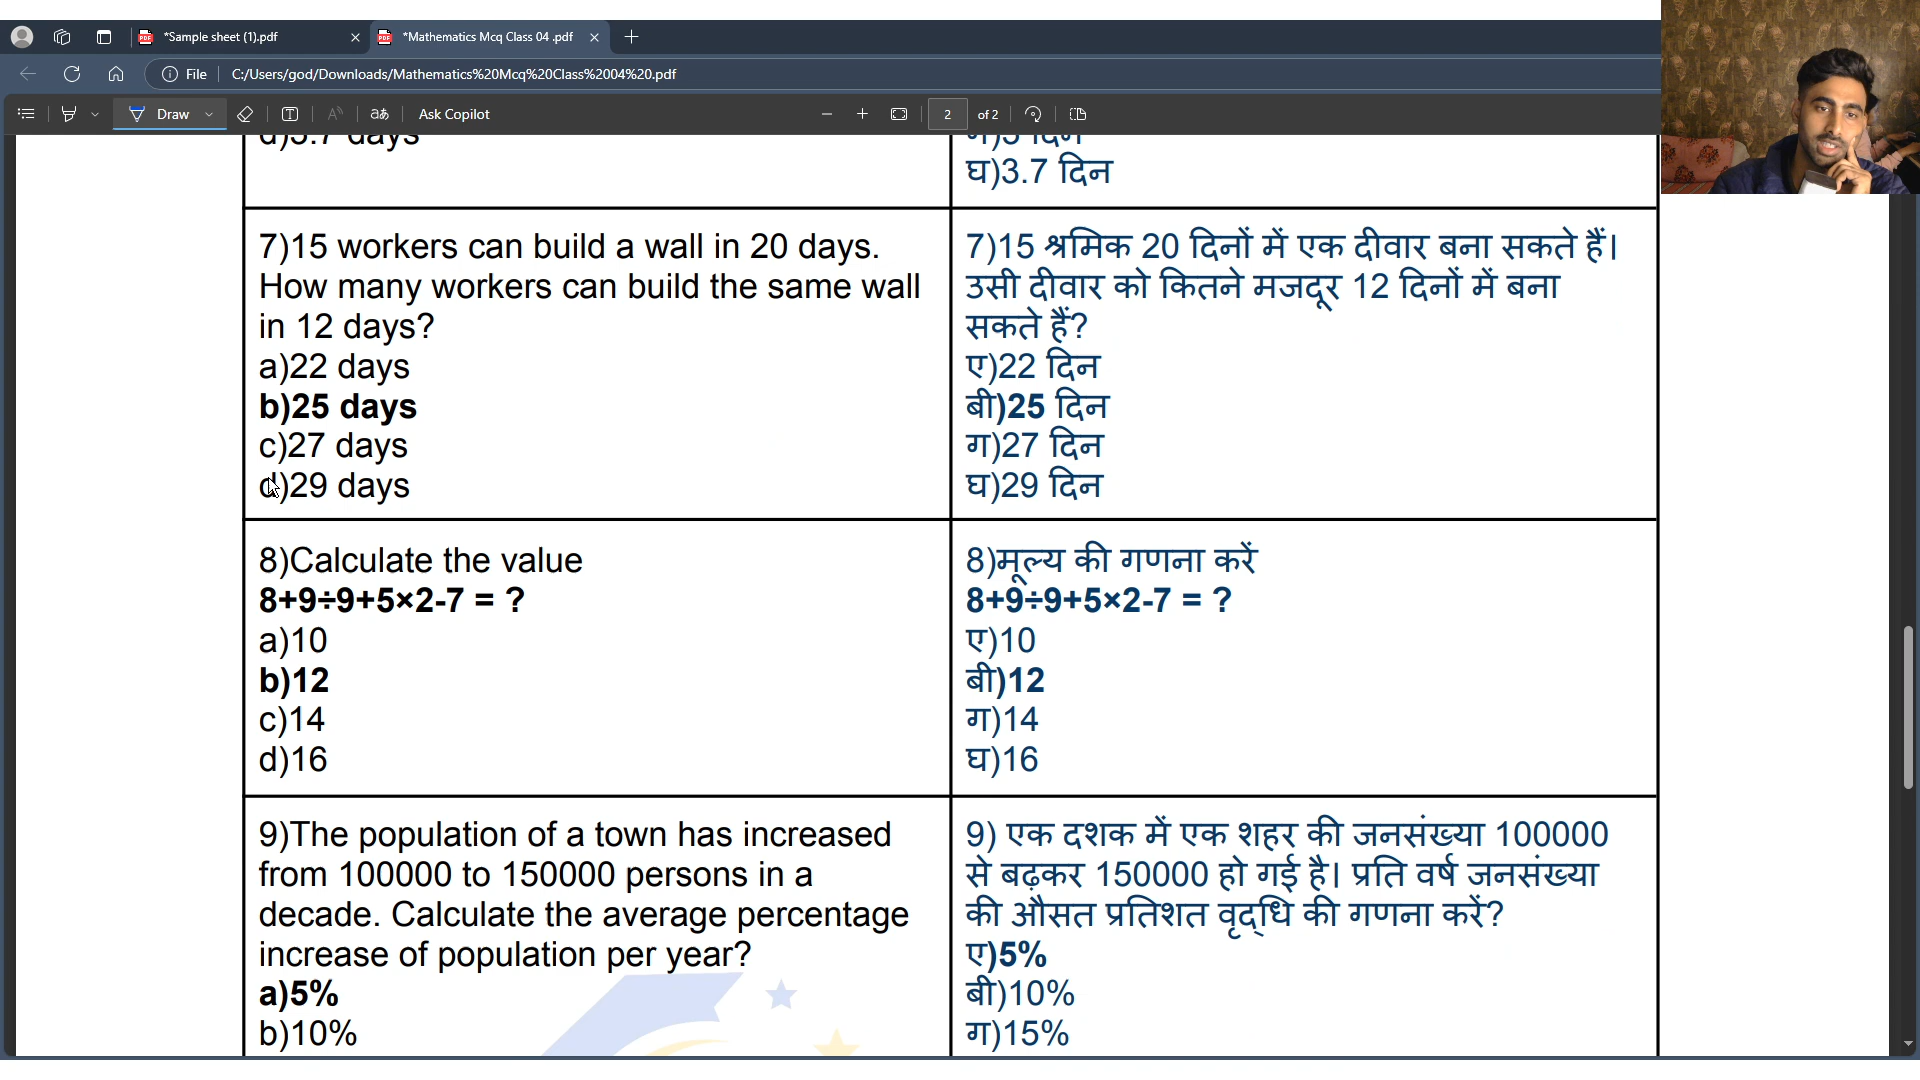 *Sample sheet (1).pdf
*Mathematics Mcq Class 04 .pdf
File
C:/Users/god/Downloads/Mathematics%20Mcq%20Class%2004%20.pdf
Draw
Ask Copilot
2 of 2
d)3.7 days
7)15 workers can build a wall in 20 days.
How many workers can build the same wall
in 12 days?
a)22 days
b)25 days
c)27 days
d)29 days
8)Calculate the value
8+9÷9+5×2-7 = ?
a)10
b)12
c)14
d)16
9)The population of a town has increased
from 100000 to 150000 persons in a
decade. Calculate the average percentage
increase of population per year?
a)5%
b)10%
ग)3 दिन
घ)3.7 दिन
7)15 श्रमिक 20 दिनों में एक दीवार बना सकते हैं।
उसी दीवार को कितने मजदूर 12 दिनों में बना
सकते हैं?
ए)22 दिन
बी)25 दिन
ग)27 दिन
घ)29 दिन
8)मूल्य की गणना करें
8+9÷9+5×2-7 = ?
ए)10
बी)12
ग)14
घ)16
9) एक दशक में एक शहर की जनसंख्या 100000
से बढ़कर 150000 हो गई है। प्रति वर्ष जनसंख्या
की औसत प्रतिशत वृद्धि की गणना करें?
ए)5%
बी)10%
ग)15%